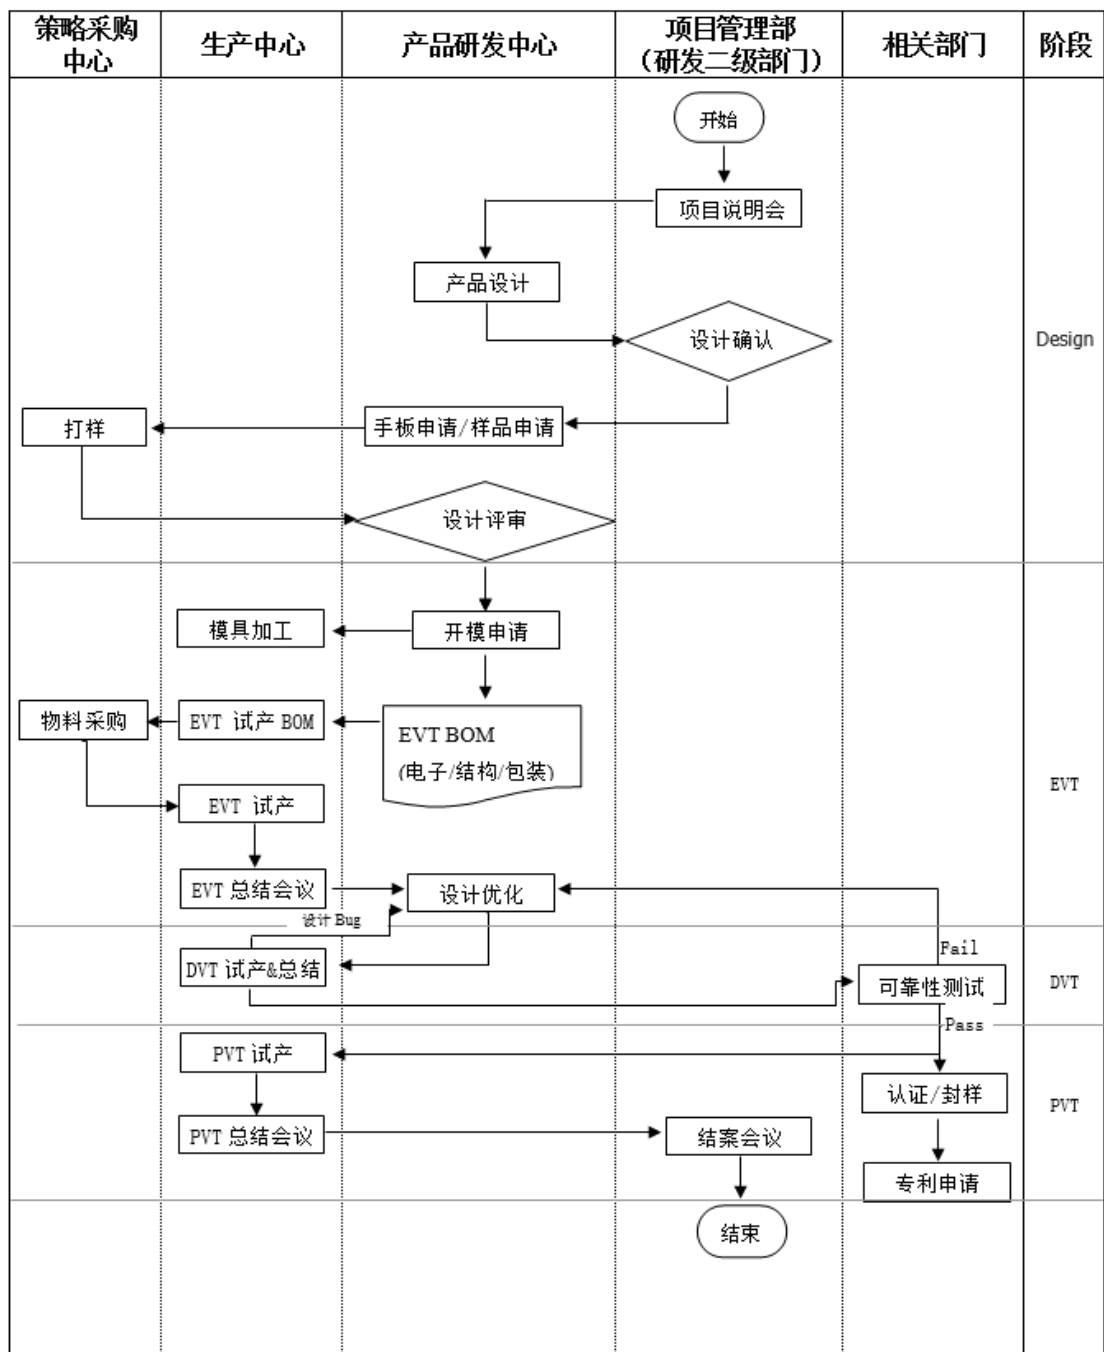 策略采购
中心
生产中心
产品研发中心
项目管理部
（研发二级部门）
相关部门
阶段
开始
项目说明会
产品设计
设计确认
Design
打样
手板申请/样品申请
设计评审
模具加工
开模申请
物料采购
EVT 试产 BOM
EVT BOM
(电子/结构/包装)
EVT 试产
EVT
EVT 总结会议
设计优化
设计 Bug
Fail
DVT 试产&总结
可靠性测试
DVT
Pass
PVT 试产
认证/封样
PVT
PVT 总结会议
结案会议
专利申请
结束